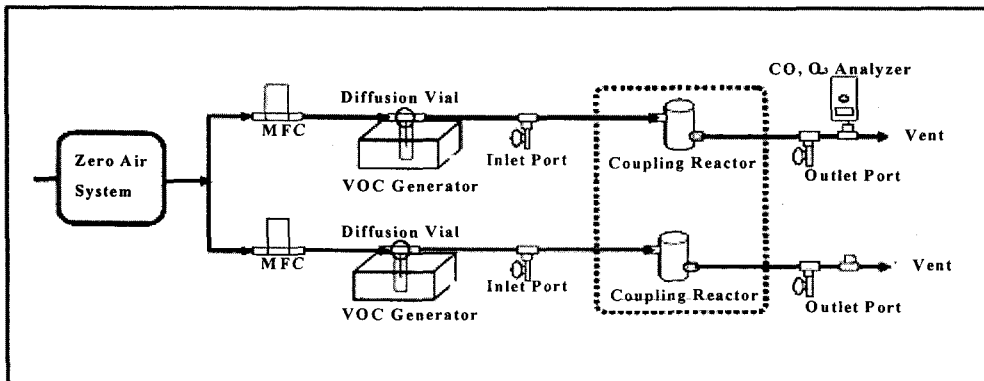 CO, O₃ Analyzer
Diffusion Vial
MFC
Inlet Port
VOC Generator
Coupling Reactor
Vent
Outlet Port
Zero Air
System
Diffusion Vial
MFC
Inlet Port
VOC Generator
Coupling Reactor
Vent
Outlet Port